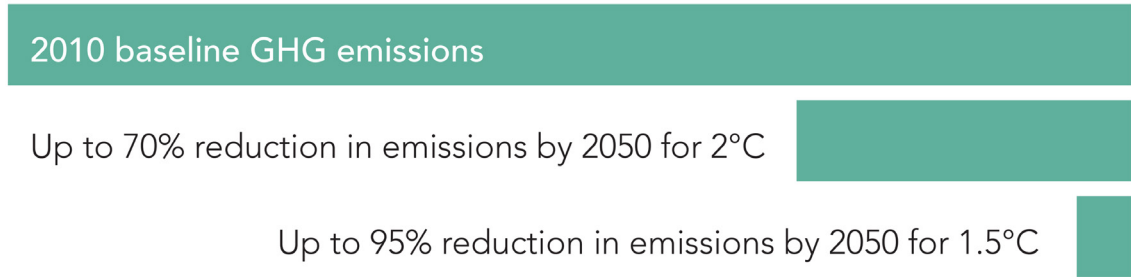 2010 baseline GHG emissions
Up to 70% reduction in emissions by 2050 for 2°C
Up to 95% reduction in emissions by 2050 for 1.5°C